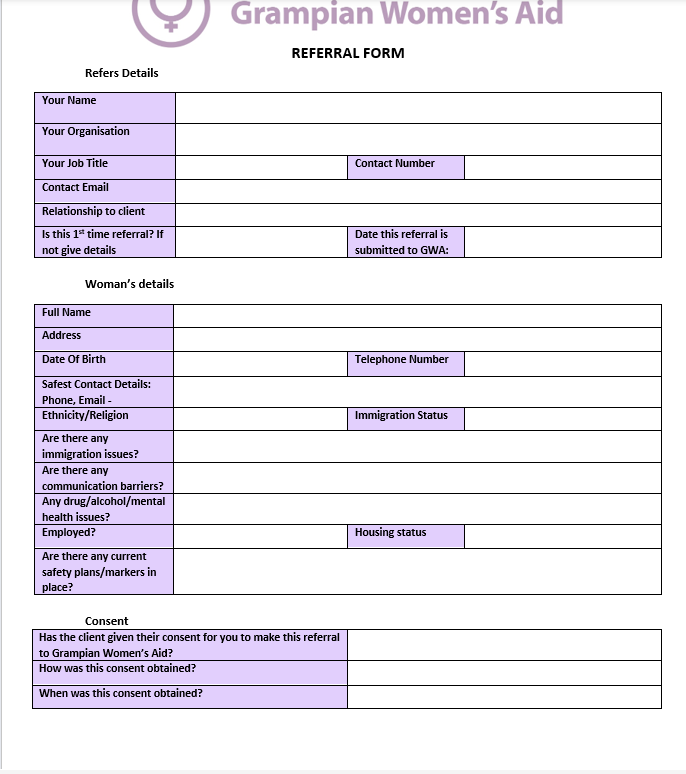 Grampian Women's Aid
REFERRAL FORM
Refers Details
Your Name
Your Organisation
Your Job Title
Contact Number
Contact Email
Relationship to client
Is this 1st time referral? If
not give details
Date this referral is
submitted to GWA:
Woman's details
Full Name
Address
Date Of Birth
Telephone Number
Safest Contact Details:
Phone, Email -
Ethnicity/Religion
Immigration Status
Are there any
immigration issues?
Are there any
communication barriers?
Any drug/alcohol/mental
health issues?
Employed?
Housing status
Are there any current
safety plans/markers in
place?
Consent
Has the client given their consent for you to make this referral
to Grampian Women's Aid?
How was this consent obtained?
When was this consent obtained?